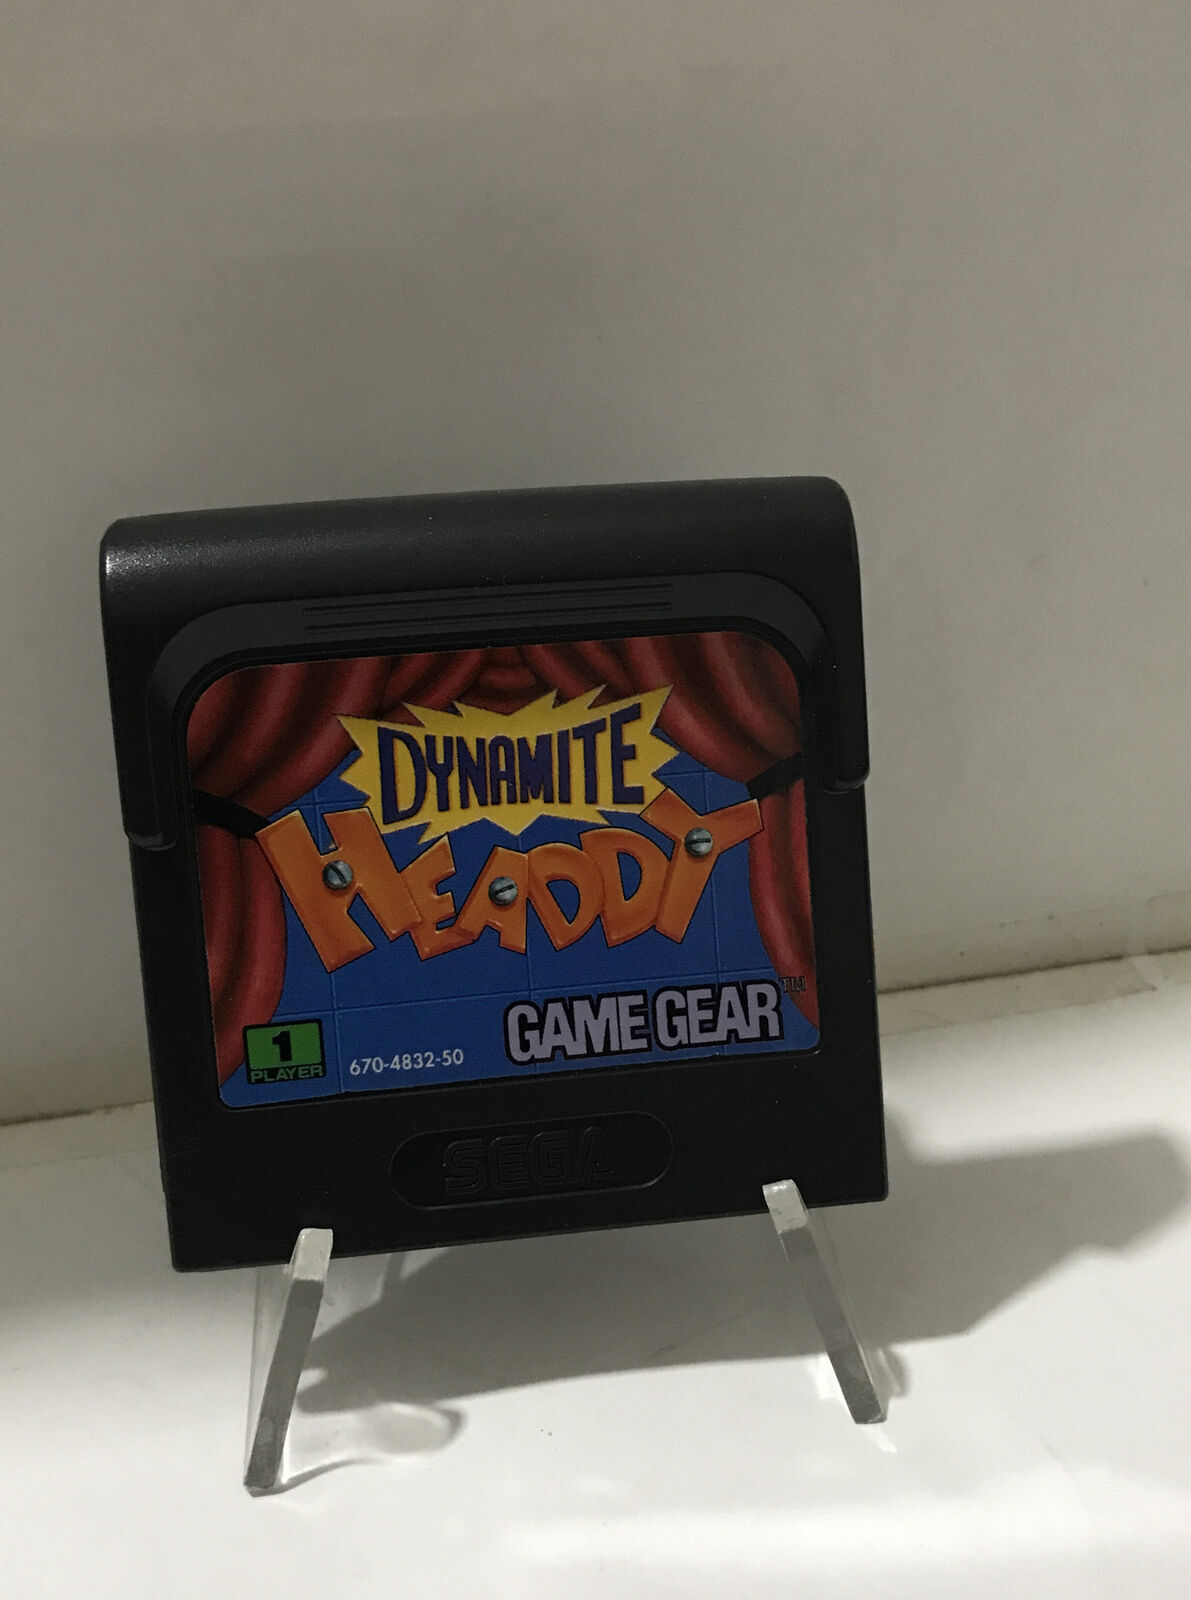 DYNAMITE
HEADDY
GAME GEAR™
1
PLAYER
670-4832-50
SEGA